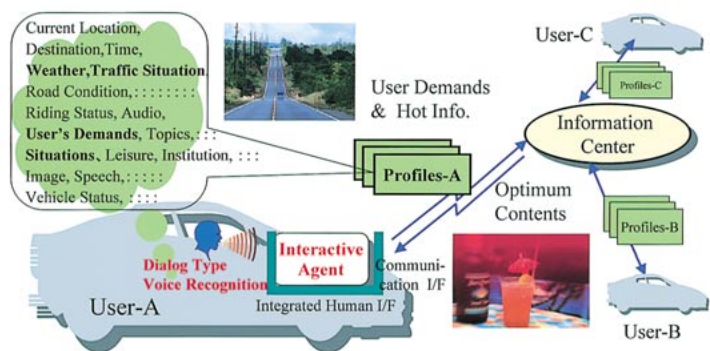 Current Location,
Destination,Time,
Weather,Traffic Situation,
Road Condition, : : : : : : : :
Riding Status, Audio,
User's Demands, Topics, : : :
Situations、Leisure, Institution, : : :
Image, Speech, : : : : :
Vehicle Status, : : : :
User Demands
& Hot Info.
Profiles-A
User-C
Profiles-C
Information
Center
Optimum
Contents
Profiles-B
User-B
Dialog Type
Voice Recognition
Interactive
Agent
Communi-
cation I/F
Integrated Human I/F
User-A